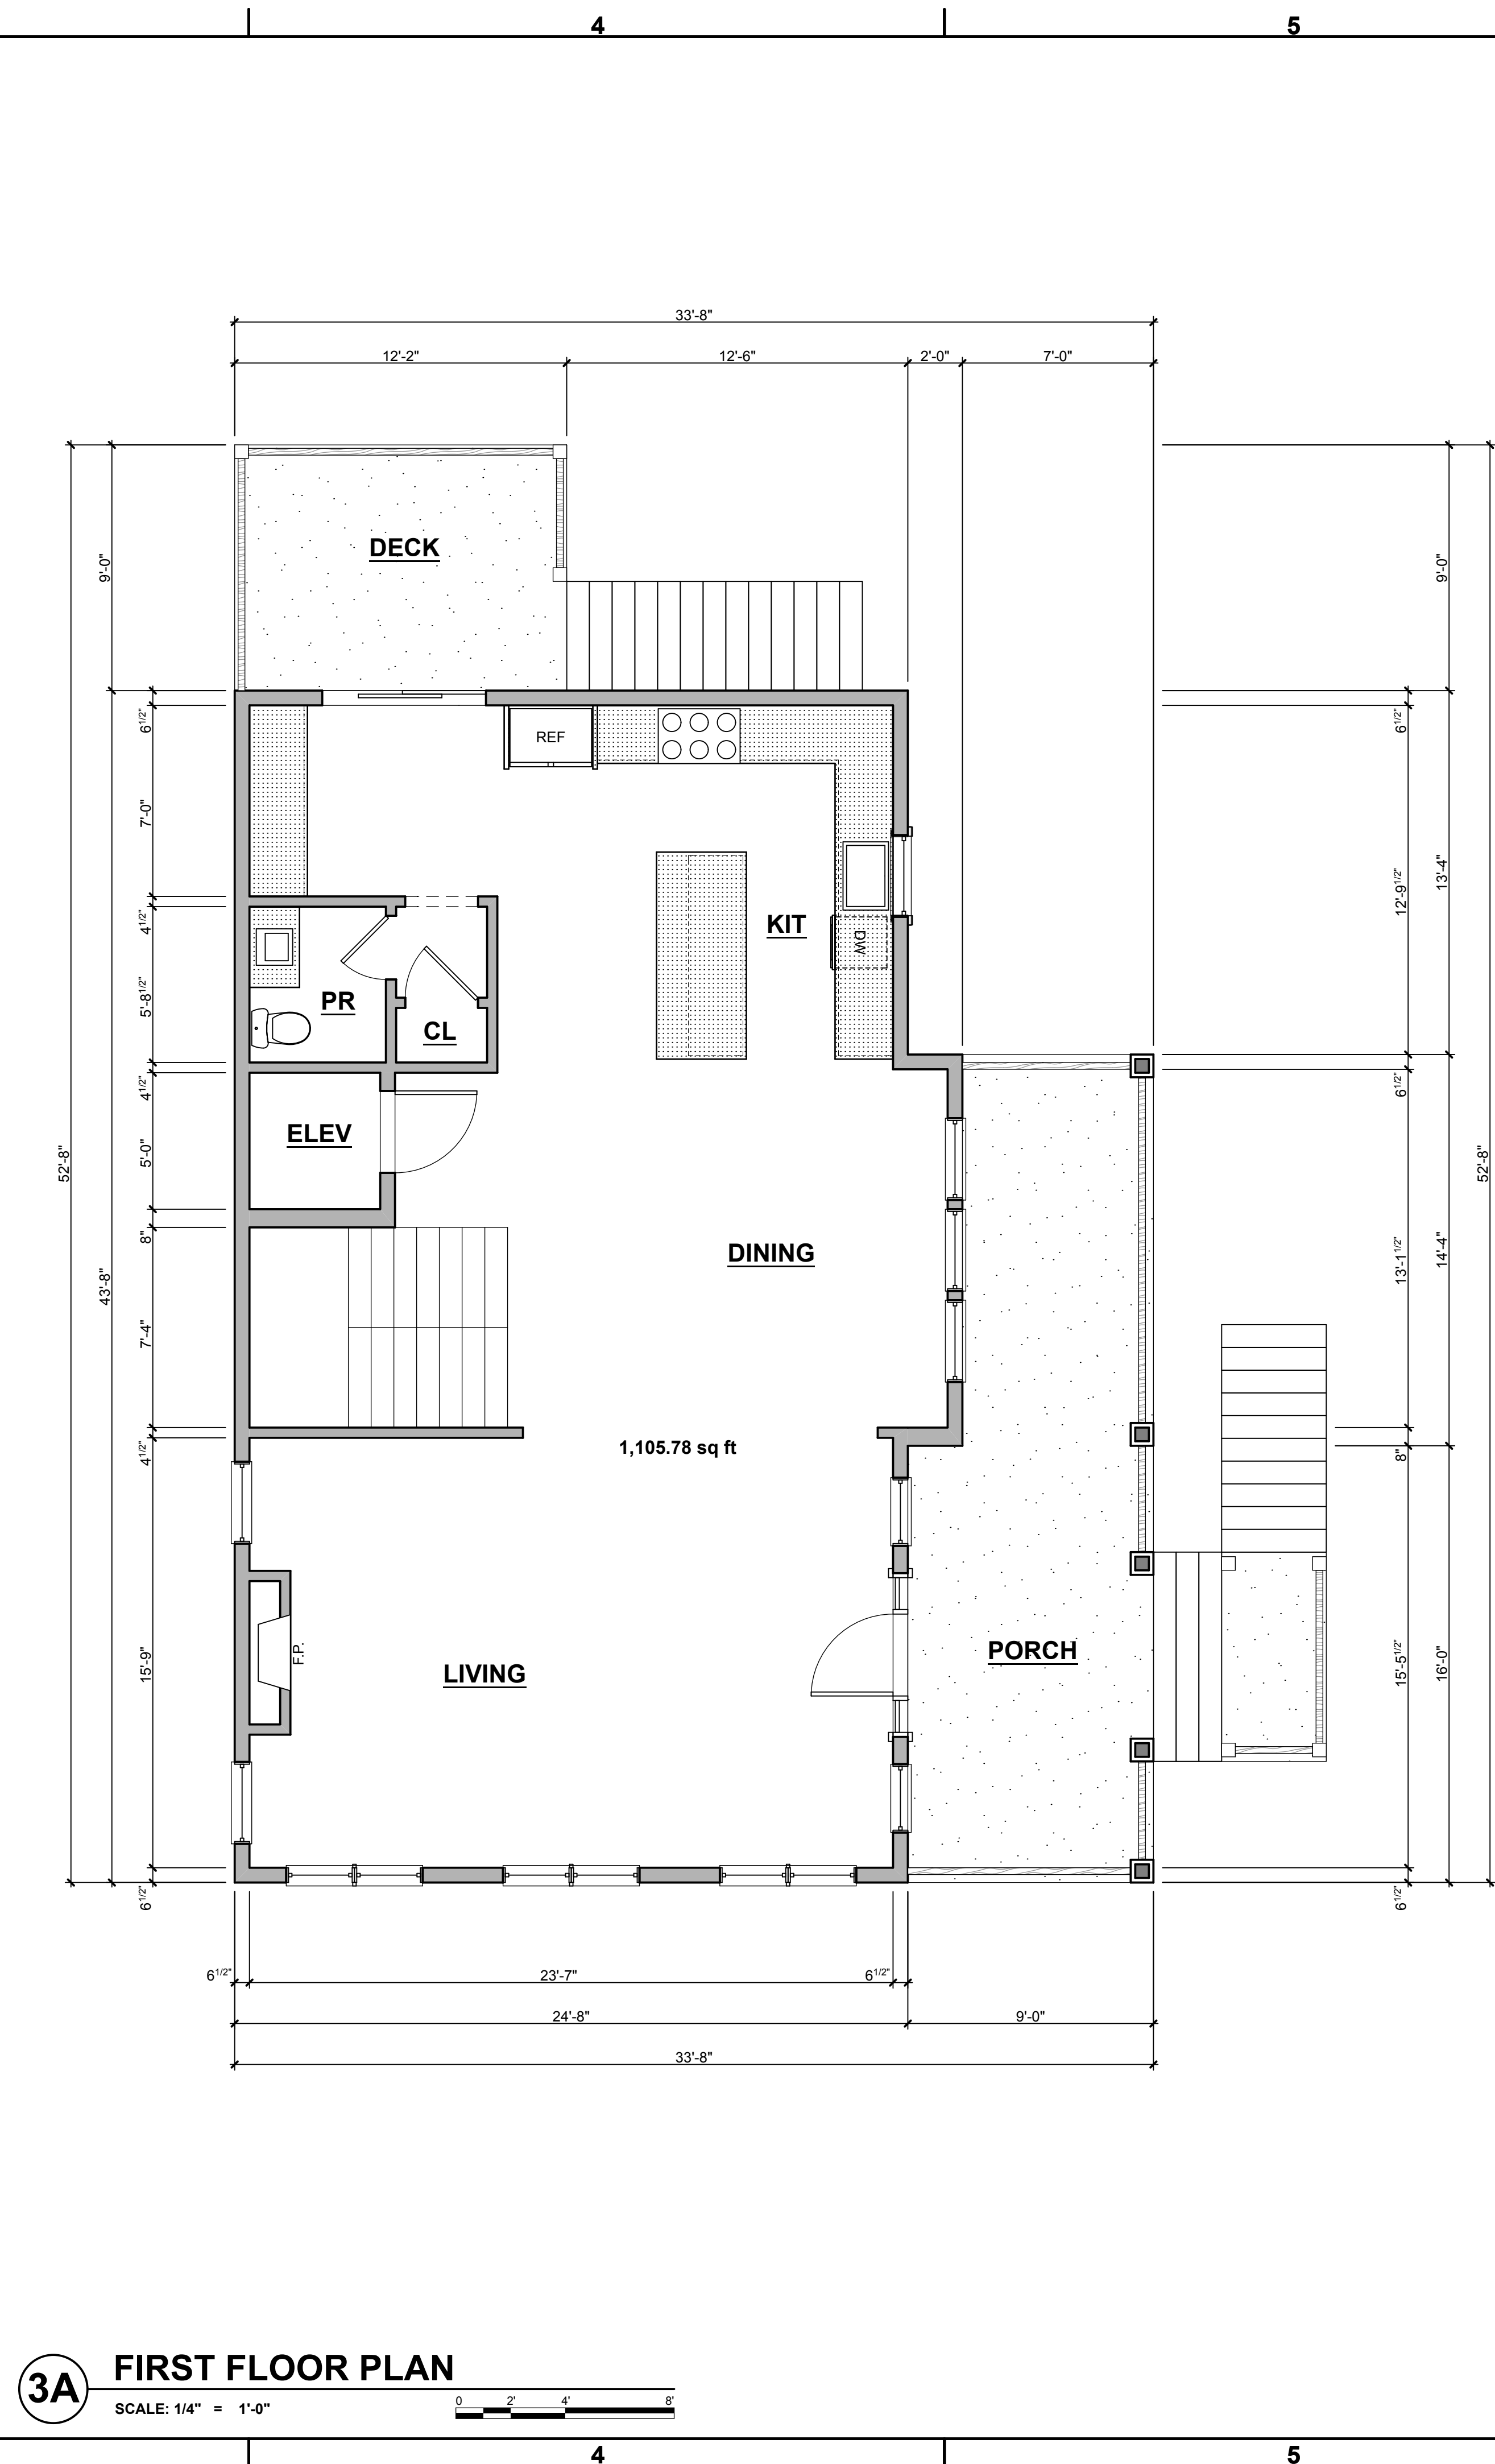 4 5
33'-8"
12'-2" 12'-6" 2'-0" 7'-0"
DECK
9'-0" 9'-0"
6 1/2" 6 1/2"
REF
7'-0"
12'-9 1/2" 13'-4"
KIT
4 1/2"
DW
PR
5'-8 1/2"
CL
4 1/2" 6 1/2"
ELEV
5'-0"
52'-8" 52'-8"
8"
DINING
43'-8" 13'-1 1/2" 14'-4"
7'-4"
1,105.78 sq ft
4 1/2" 8"
F.P.
PORCH
15'-9" 15'-5 1/2" 16'-0"
LIVING
6 1/2" 6 1/2"
6 1/2" 23'-7" 6 1/2"
24'-8" 9'-0"
33'-8"
3A FIRST FLOOR PLAN
SCALE: 1/4" = 1'-0" 0 2' 4' 8'
4 5